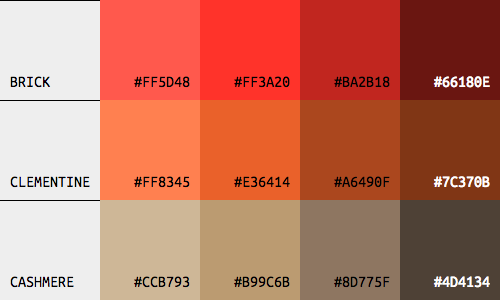 BRICK #FF5D48 #FF3A20 #BA2B18 #66180E
CLEMENTINE #FF8345 #E36414 #A6490F #7C370B
CASHMERE #CCB793 #B99C6B #8D775F #4D4134